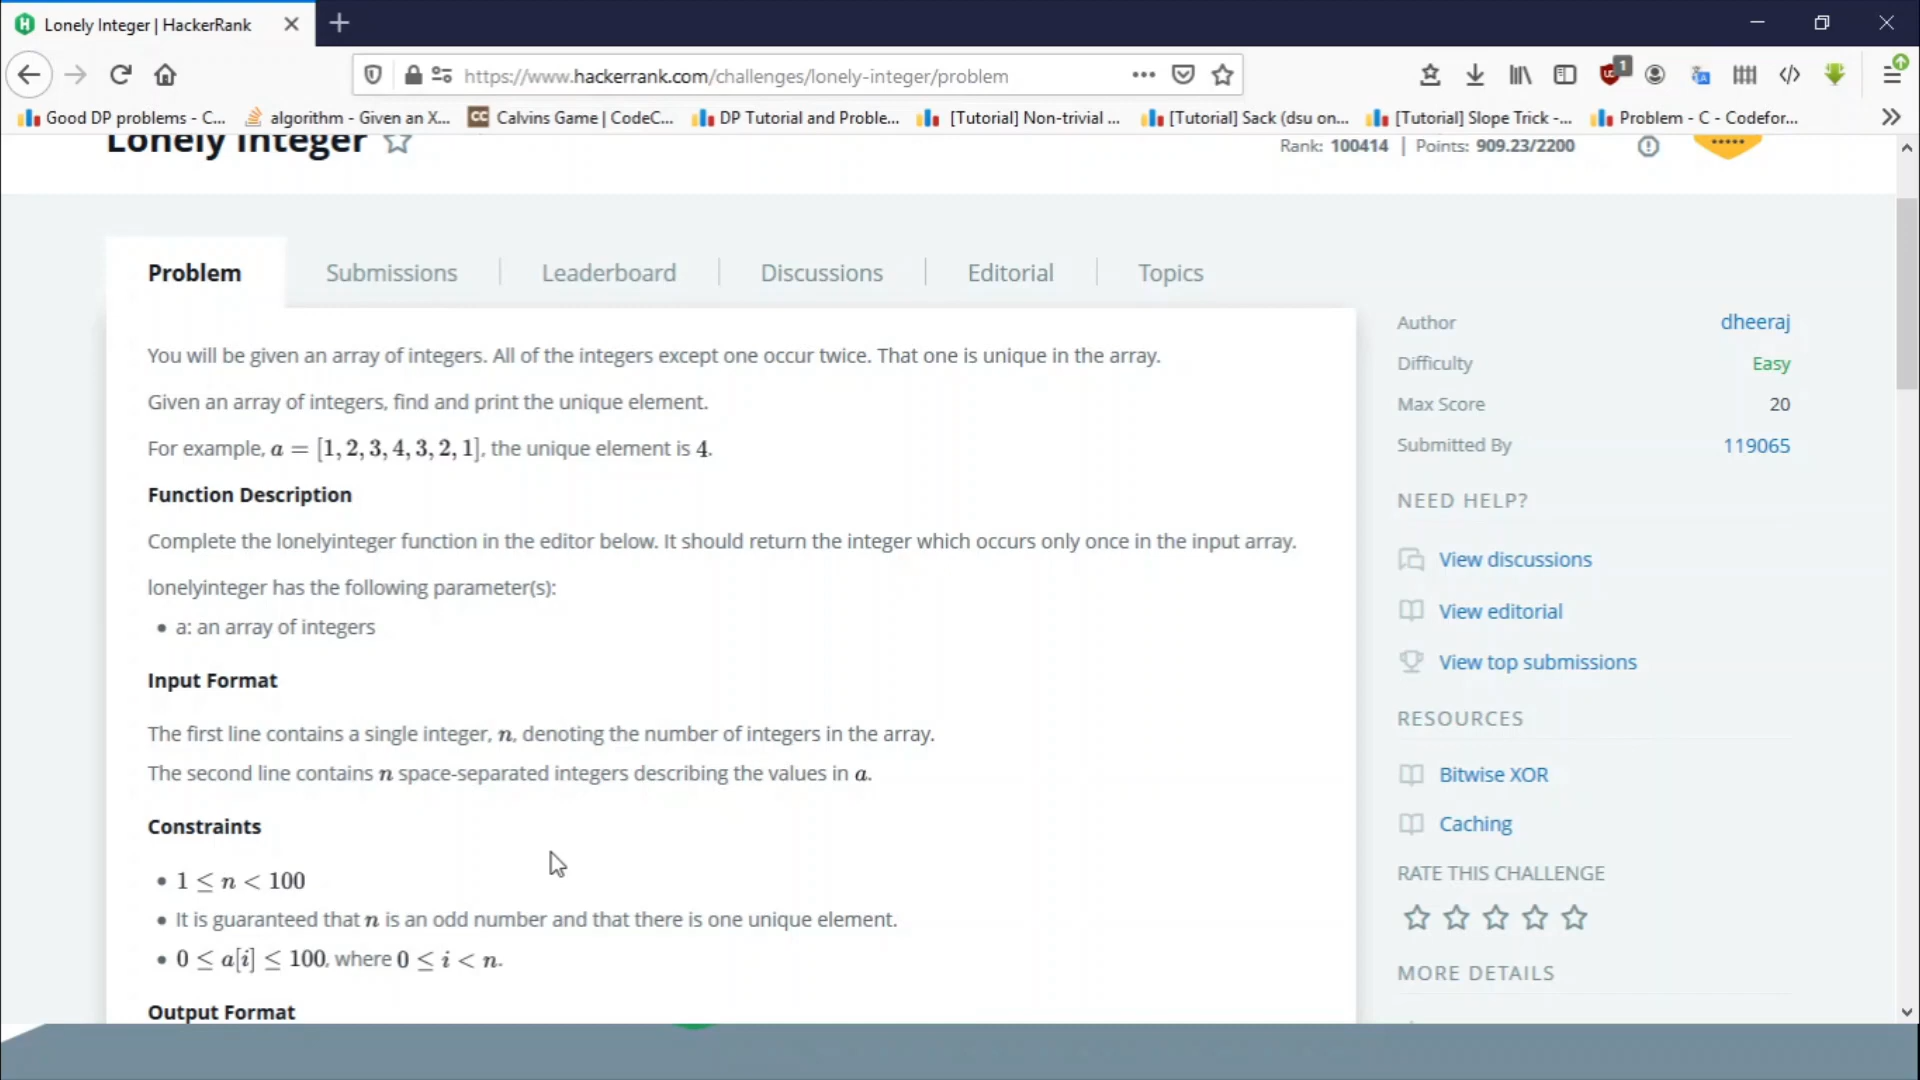 Lonely Integer | HackerRank
https://www.hackerrank.com/challenges/lonely-integer/problem
1
Good DP problems - C...
algorithm - Given an X...
CC Calvins Game | CodeC...
DP Tutorial and Proble...
[Tutorial] Non-trivial ...
[Tutorial] Sack (dsu on...
[Tutorial] Slope Trick -...
Problem - C - Codefor...
Lonely Integer
Rank: 100414 | Points: 909.23/2200
Problem
Submissions
Leaderboard
Discussions
Editorial
Topics
You will be given an array of integers. All of the integers except one occur twice. That one is unique in the array.
Given an array of integers, find and print the unique element.
For example, a = [1, 2, 3, 4, 3, 2, 1], the unique element is 4.
Function Description
Complete the lonelyinteger function in the editor below. It should return the integer which occurs only once in the input array.
lonelyinteger has the following parameter(s):
• a: an array of integers
Input Format
The first line contains a single integer, n, denoting the number of integers in the array.
The second line contains n space-separated integers describing the values in a.
Constraints
• 1 ≤ n < 100
• It is guaranteed that n is an odd number and that there is one unique element.
• 0 ≤ a[i] ≤ 100, where 0 ≤ i < n.
Output Format
Author dheeraj
Difficulty Easy
Max Score 20
Submitted By 119065
NEED HELP?
View discussions
View editorial
View top submissions
RESOURCES
Bitwise XOR
Caching
RATE THIS CHALLENGE
MORE DETAILS